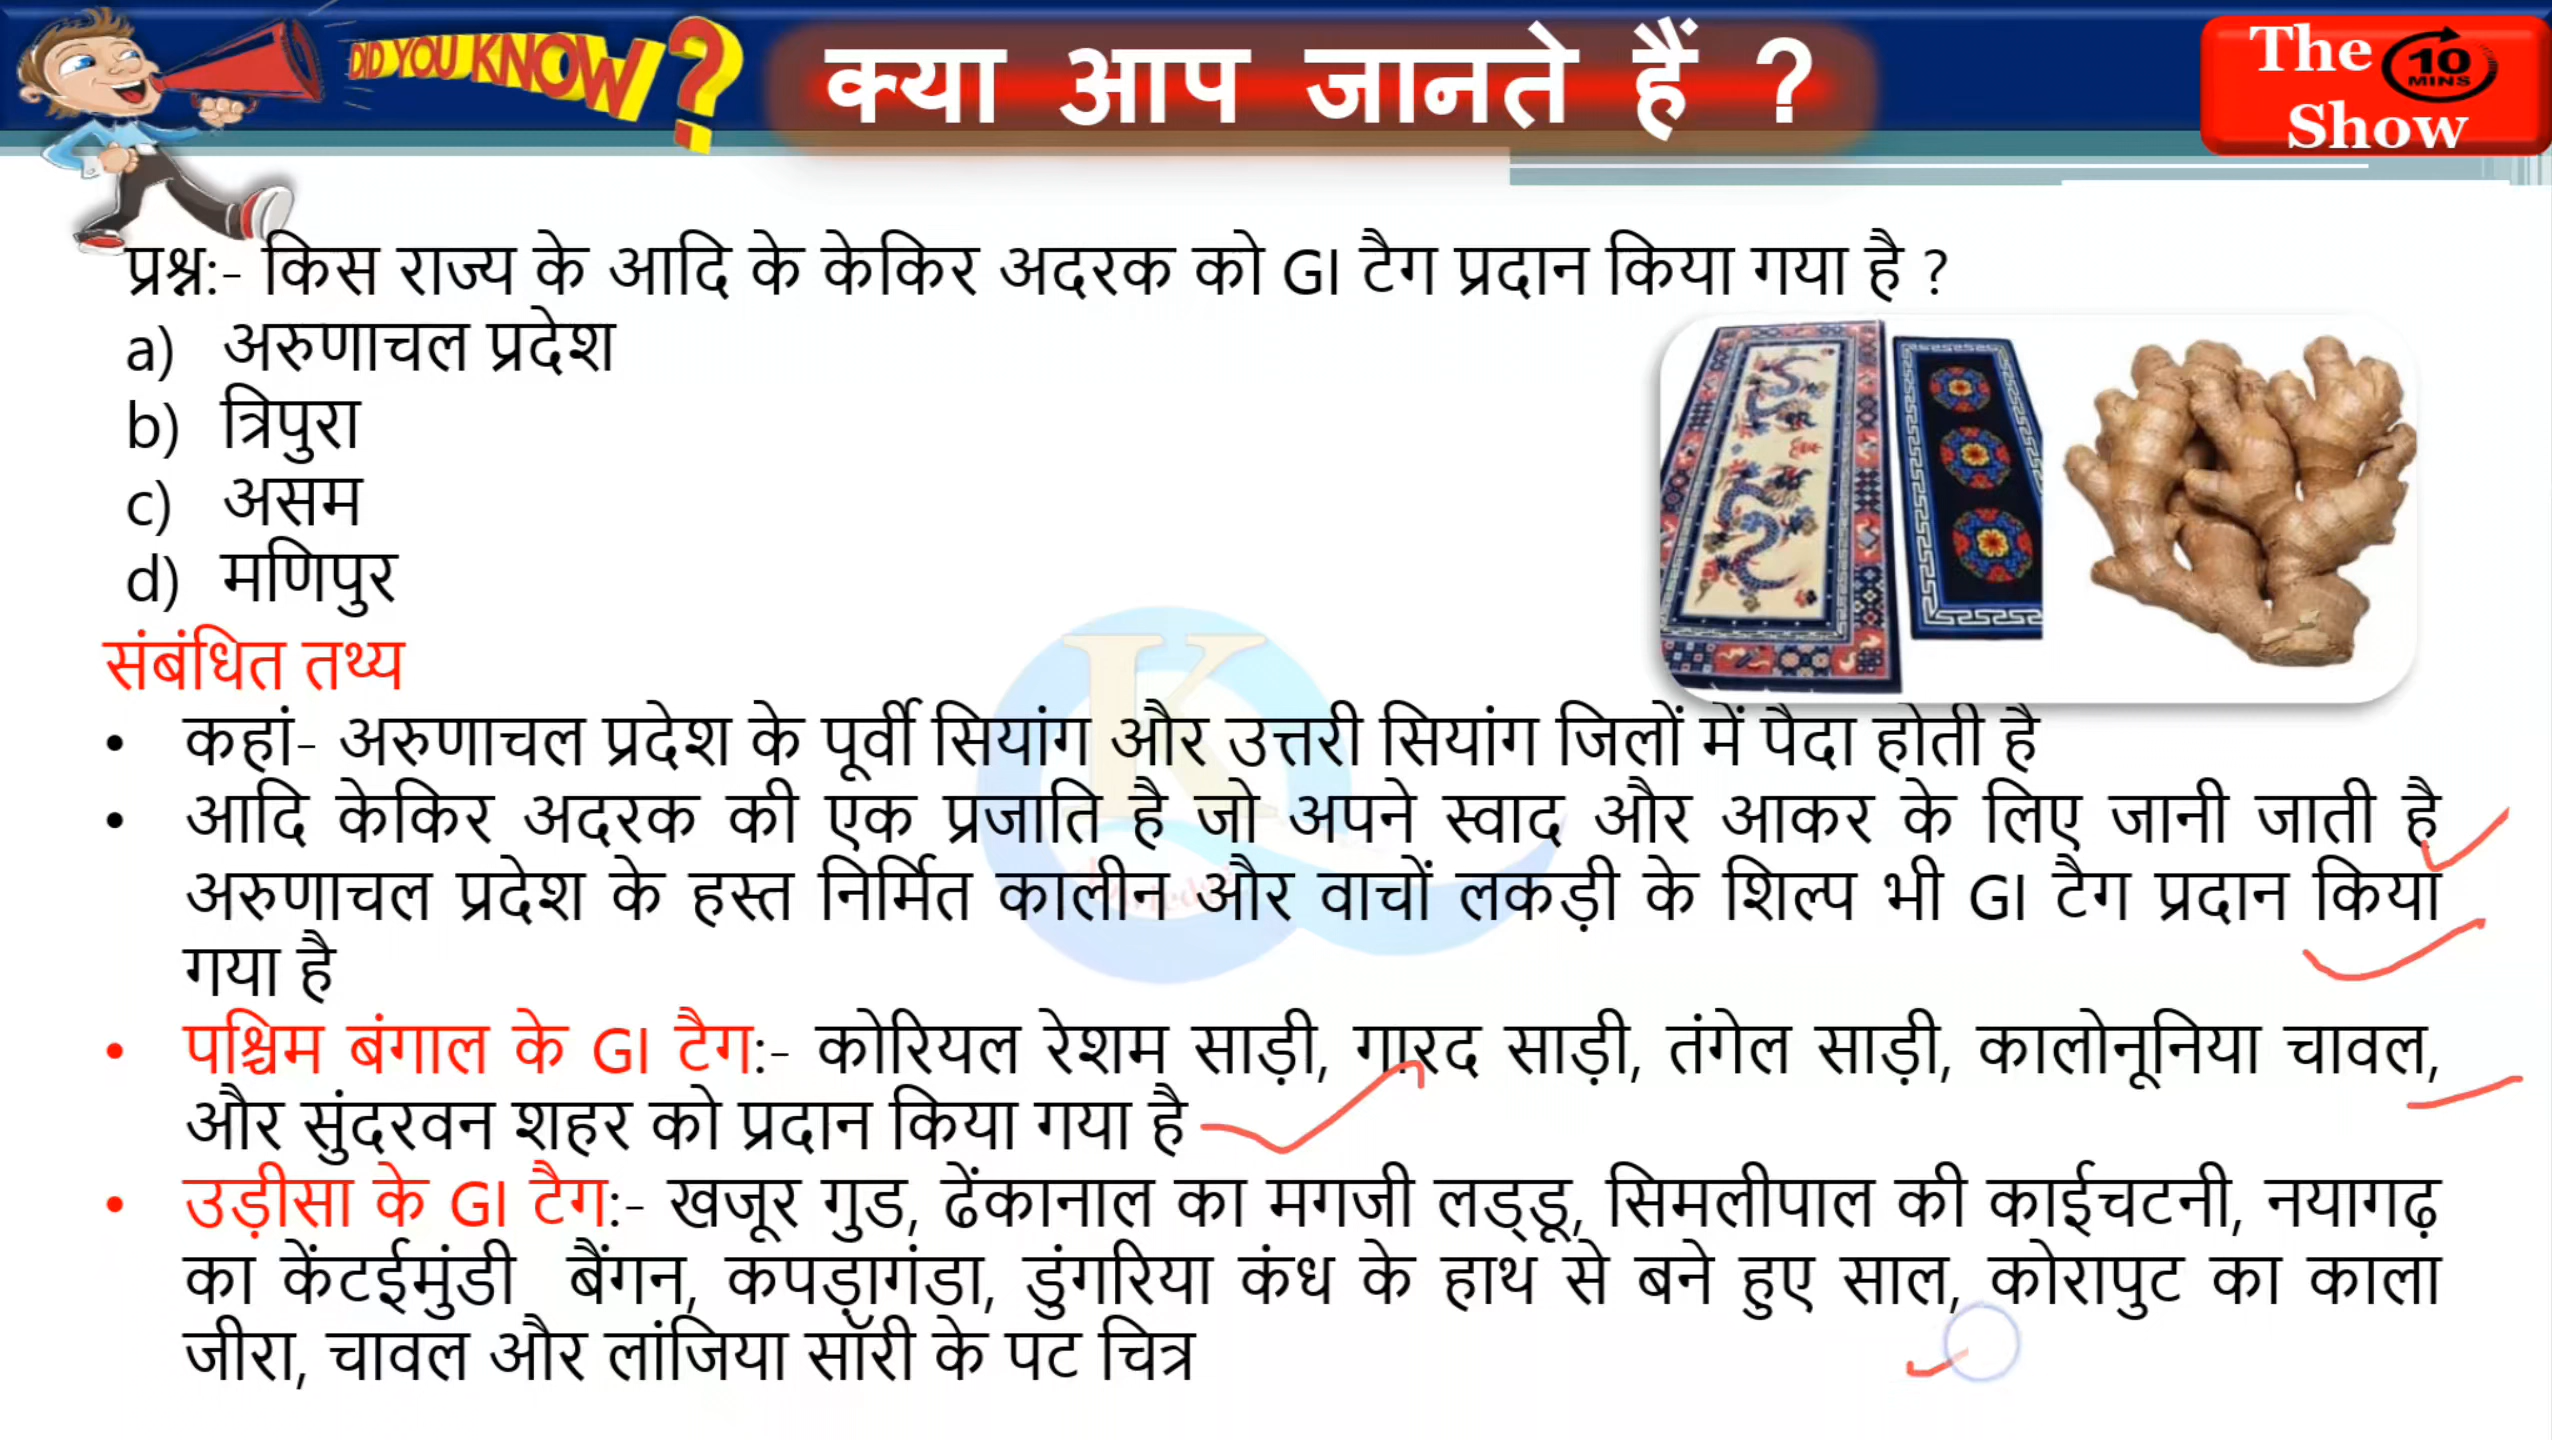 DID YOU KNOW?
क्या आप जानते हैं ?
The 10 MINS
Show
प्रश्न:- किस राज्य के आदि के केकिर अदरक को GI टैग प्रदान किया गया है ?
a) अरुणाचल प्रदेश
b) त्रिपुरा
c) असम
d) मणिपुर
संबंधित तथ्य
• कहां- अरुणाचल प्रदेश के पूर्वी सियांग और उत्तरी सियांग जिलों में पैदा होती है
• आदि केकिर अदरक की एक प्रजाति है जो अपने स्वाद और आकर के लिए जानी जाती है
अरुणाचल प्रदेश के हस्त निर्मित कालीन और वाचों लकड़ी के शिल्प भी GI टैग प्रदान किया
गया है
• पश्चिम बंगाल के GI टैग:- कोरियल रेशम साड़ी, गारद साड़ी, तंगेल साड़ी, कालोनूनिया चावल,
और सुंदरवन शहर को प्रदान किया गया है
• उड़ीसा के GI टैग:- खजूर गुड, ढेंकानाल का मगजी लड्डू, सिमलीपाल की काईचटनी, नयागढ़
का केंटईमुंडी बैंगन, कपड़ागंडा, डुंगरिया कंध के हाथ से बने हुए साल, कोरापुट का काला
जीरा, चावल और लांजिया सॉरी के पट चित्र